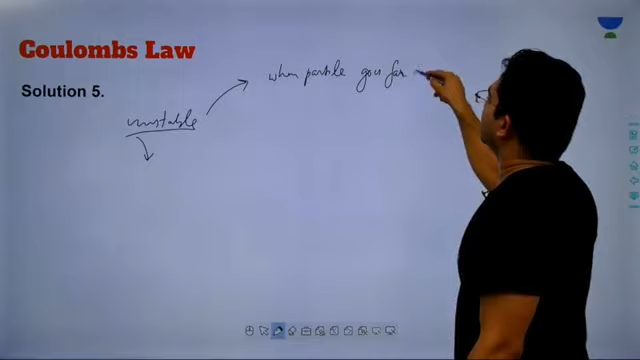 Coulombs Law
Solution 5.
when particle goes far
unstable